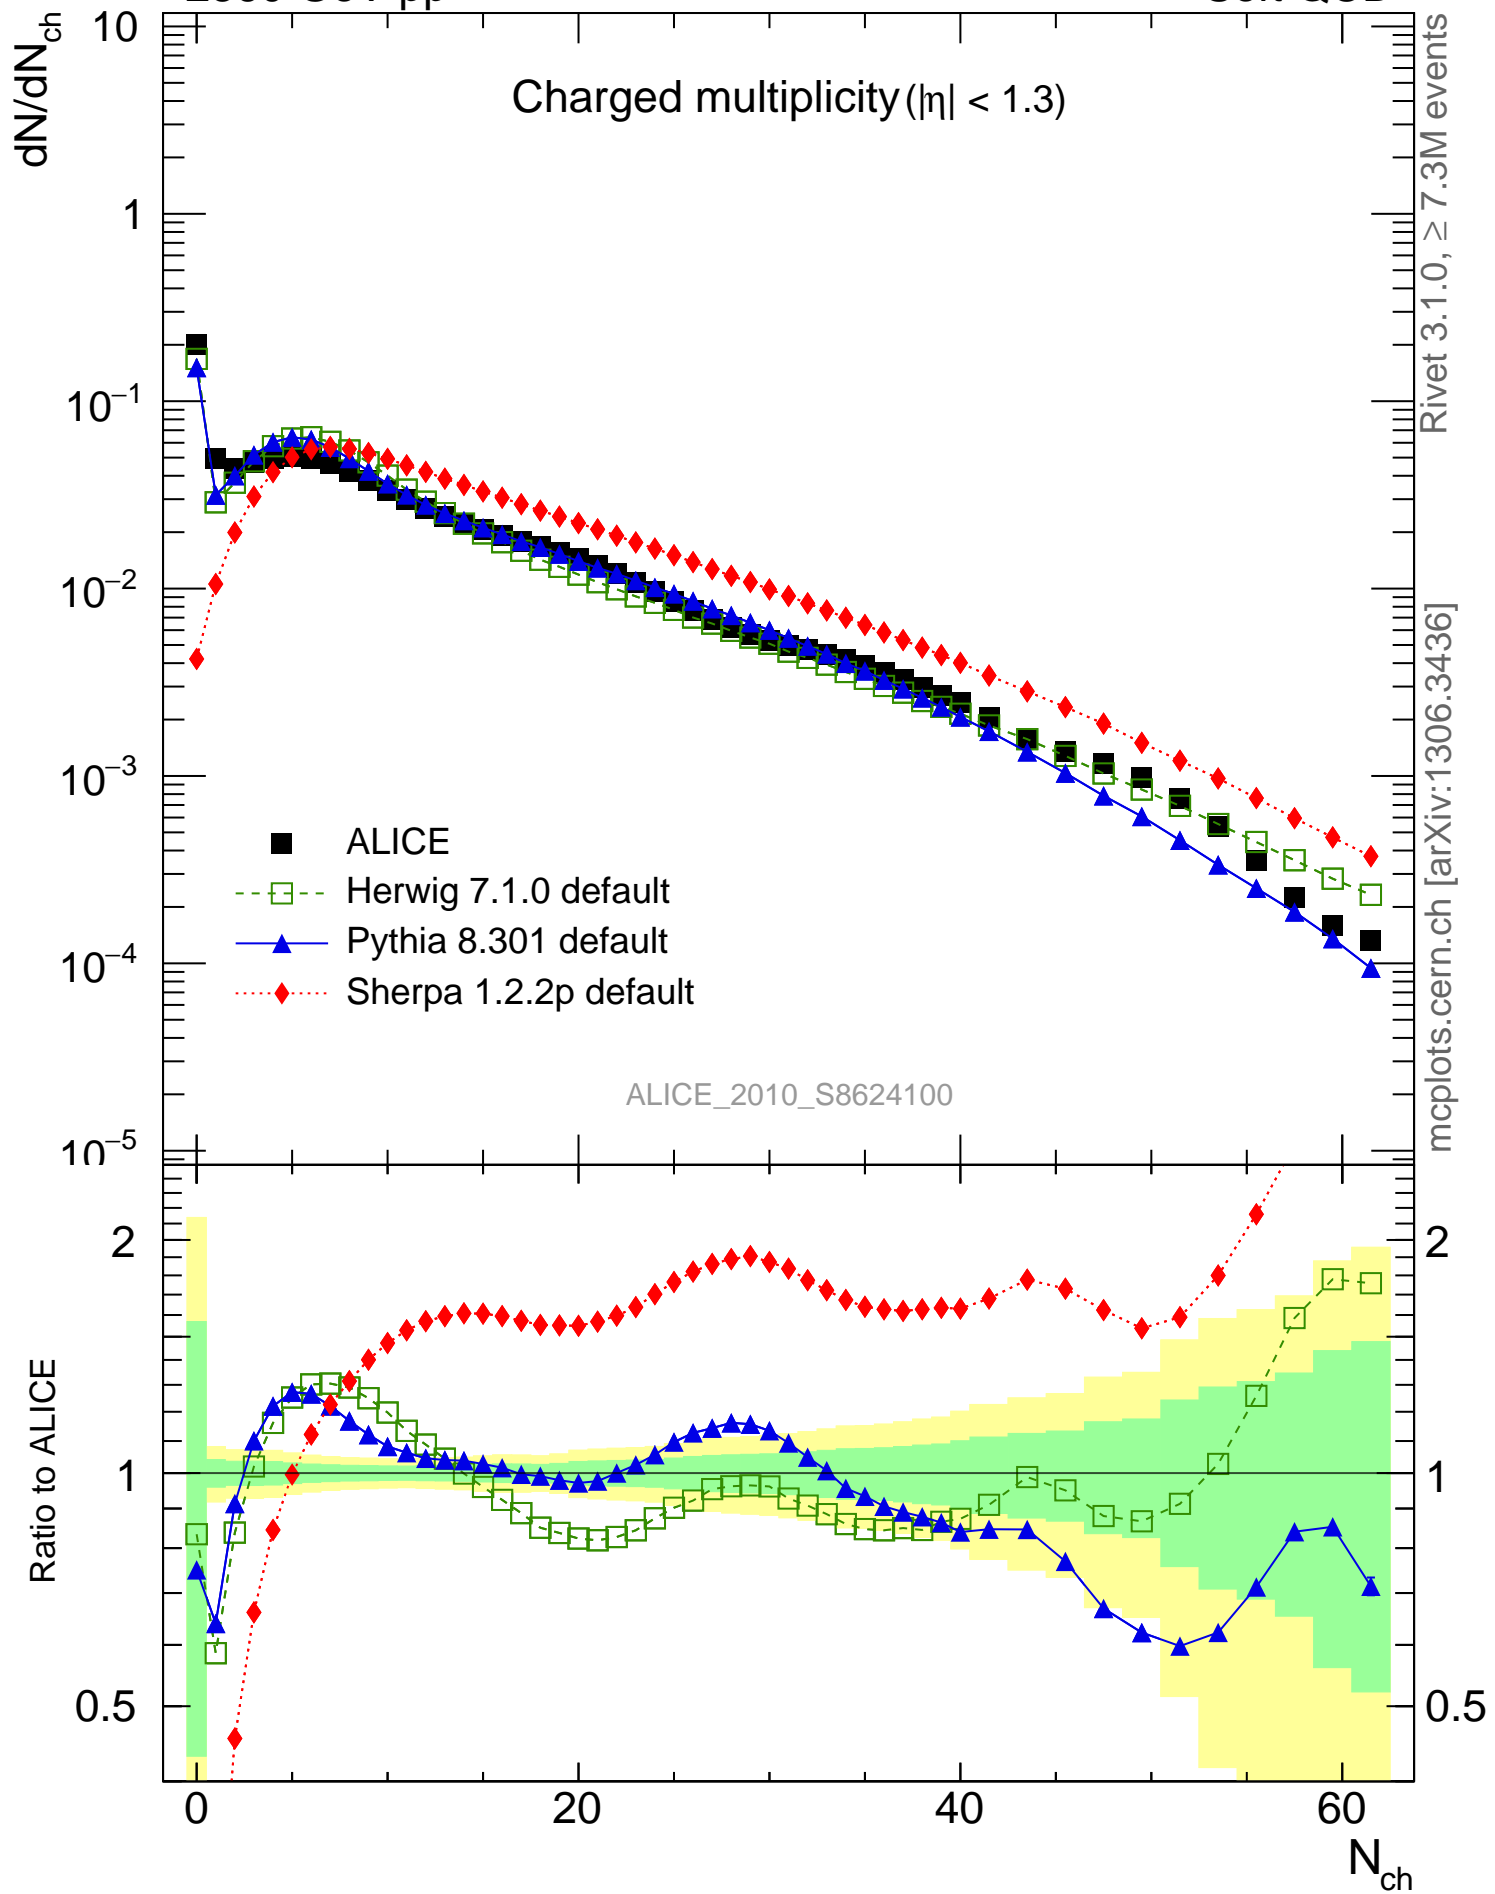 dN/dN_ch
Charged multiplicity (|η| < 1.3)
10
1
10⁻¹
10⁻²
10⁻³
10⁻⁴
10⁻⁵
ALICE
Herwig 7.1.0 default
Pythia 8.301 default
Sherpa 1.2.2p default
ALICE_2010_S8624100
Rivet 3.1.0, ≥ 7.3M events
mcplots.cern.ch [arXiv:1306.3436]
Ratio to ALICE
2
1
0.5
2
1
0.5
0 20 40 60
N_ch